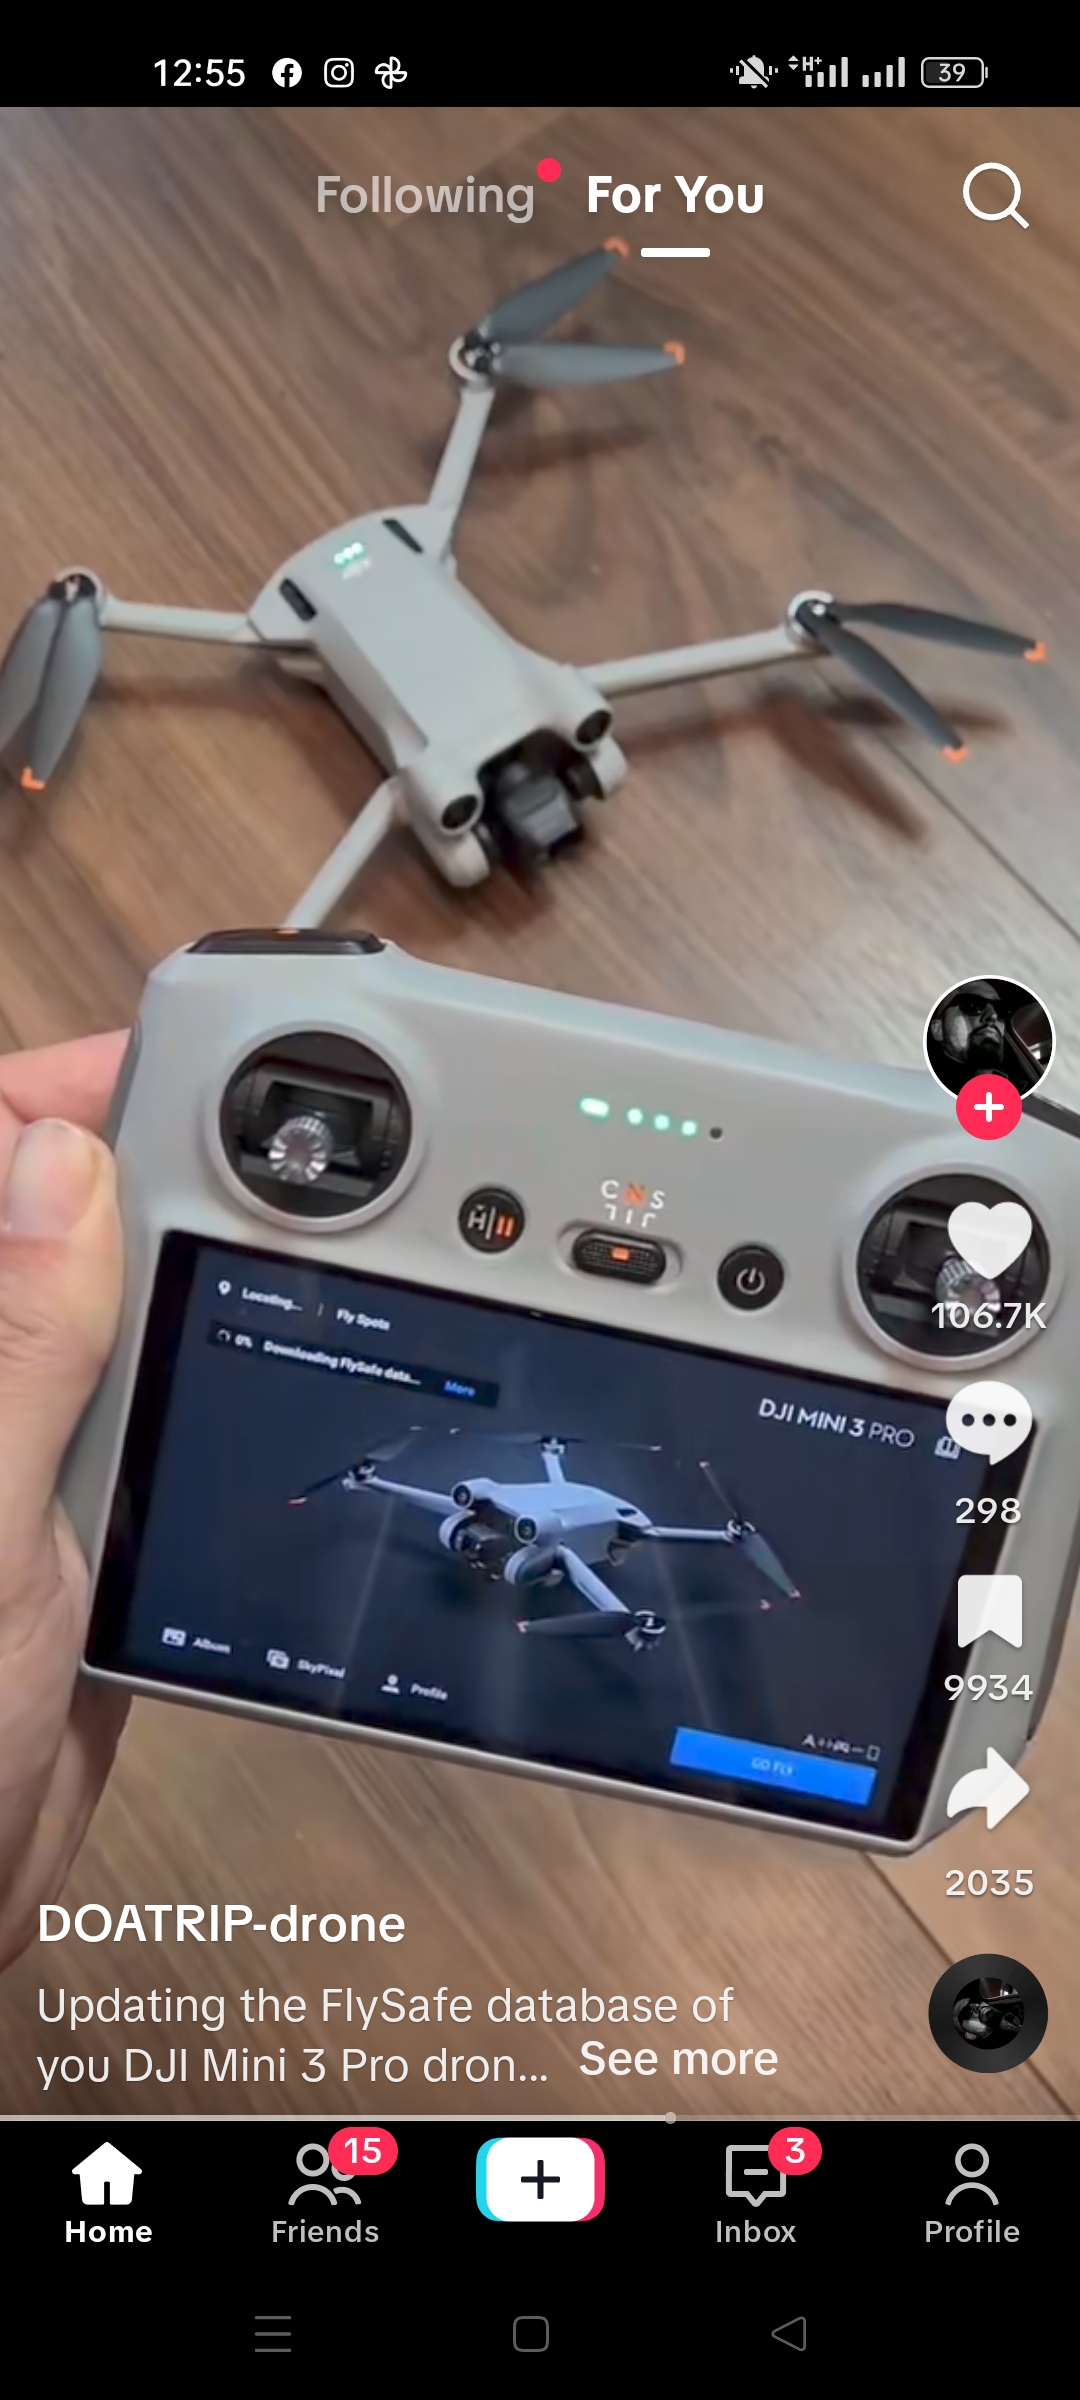 12:55
H+
39
Following
For You
C N S
Locating... | Fly Spots
0% Downloading FlySafe data... More
DJI MINI 3 PRO
Album
SkyPixel
Profile
GO FLY
106.7K
298
9934
2035
DOATRIP-drone
Updating the FlySafe database of
you DJI Mini 3 Pro dron... See more
15
3
Home
Friends
Inbox
Profile